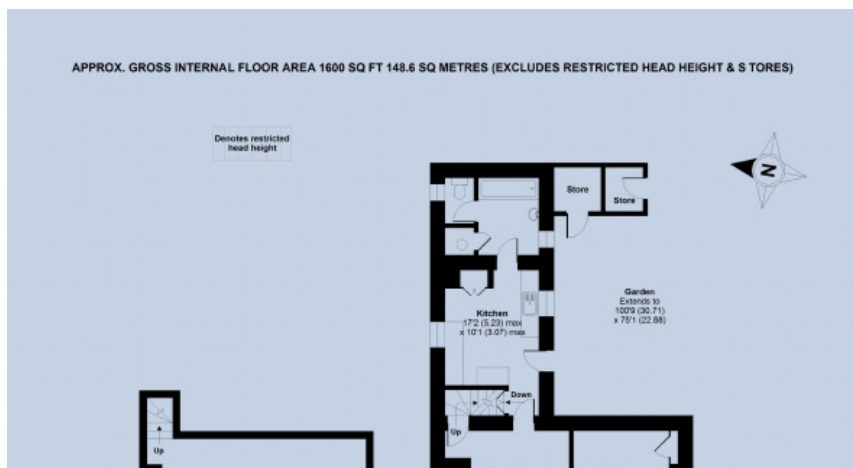 APPROX. GROSS INTERNAL FLOOR AREA 1600 SQ FT 148.6 SQ METRES (EXCLUDES RESTRICTED HEAD HEIGHT & S TORES)
Denotes restricted
head height
N
Store
Store
Garden
Extends to
100'9 (30.71)
x 75'1 (22.88)
Kitchen
17'2 (5.23) max
x 10'1 (3.07) max
Down
Up
Up